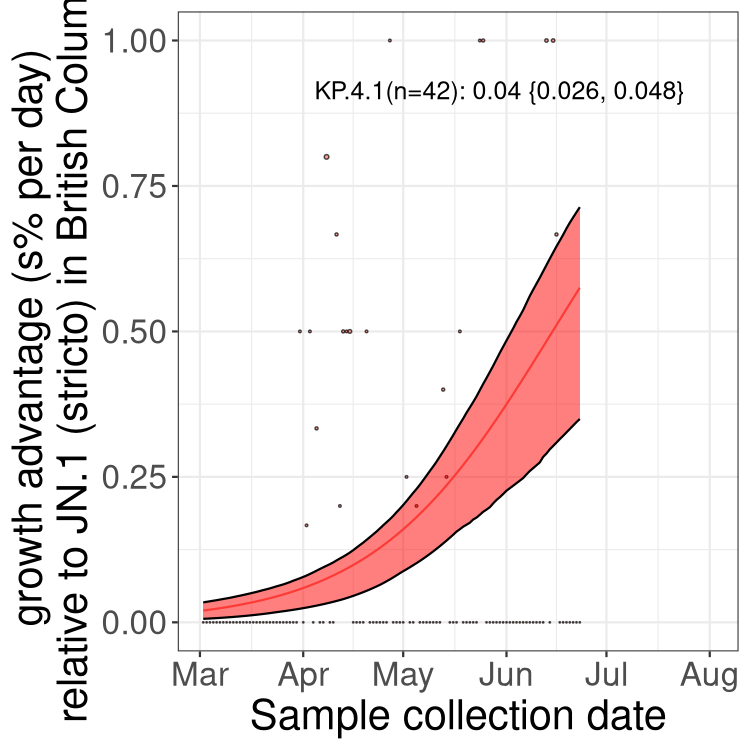 growth advantage (s% per day)
relative to JN.1 (stricto) in British Colum
1.00
0.75
0.50
0.25
0.00
KP.4.1(n=42): 0.04 {0.026, 0.048}
Mar Apr May Jun Jul Aug
Sample collection date